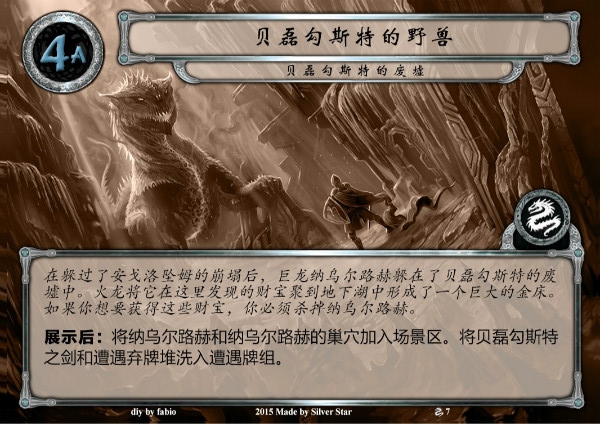 4A
贝磊勾斯特的野兽
贝磊勾斯特的废墟
在躲过了安戈洛坠姆的崩塌后，巨龙纳乌尔路赫躲在了贝磊勾斯特的废
墟中。火龙将它在这里发现的财宝聚到地下湖中形成了一个巨大的金床。
如果你想要获得这些财宝，你必须杀掉纳乌尔路赫。
展示后：将纳乌尔路赫和纳乌尔路赫的巢穴加入场景区。将贝磊勾斯特
之剑和遭遇弃牌堆洗入遭遇牌组。
diy by fabio 2015 Made by Silver Star 7